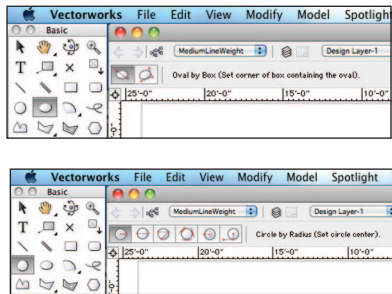 Vectorworks File Edit View Modify Model Spotligh
Basic
MediumLineWeight Design Layer-1
Oval by Box (Set corner of box containing the oval).
25'-0" 20'-0" 15'-0" 10'-0"
Vectorworks File Edit View Modify Model Spotlight
Basic
MediumLineWeight Design Layer-1
Circle by Radius (Set circle center).
25'-0" 20'-0" 15'-0" 10'-0"